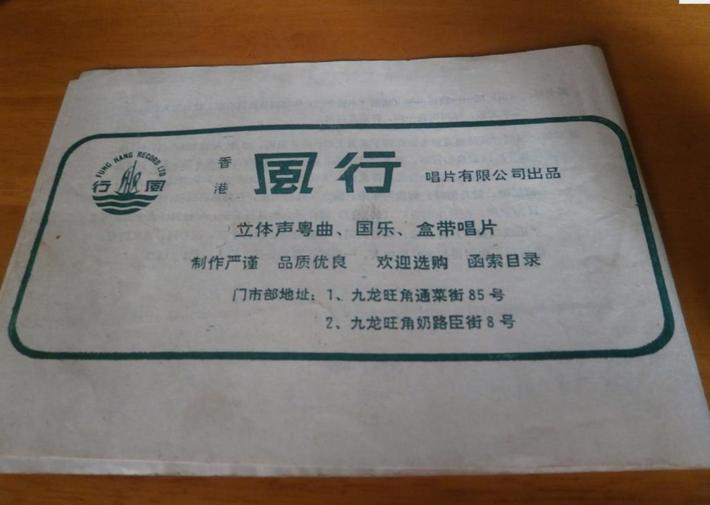 FUNG HANG RECORD LTD
行 風
香港 風行 唱片有限公司出品
立体声粤曲、国乐、盒带唱片
制作严谨 品质优良 欢迎选购 函索目录
门市部地址：1、九龙旺角通菜街85号
2、九龙旺角奶路臣街8号